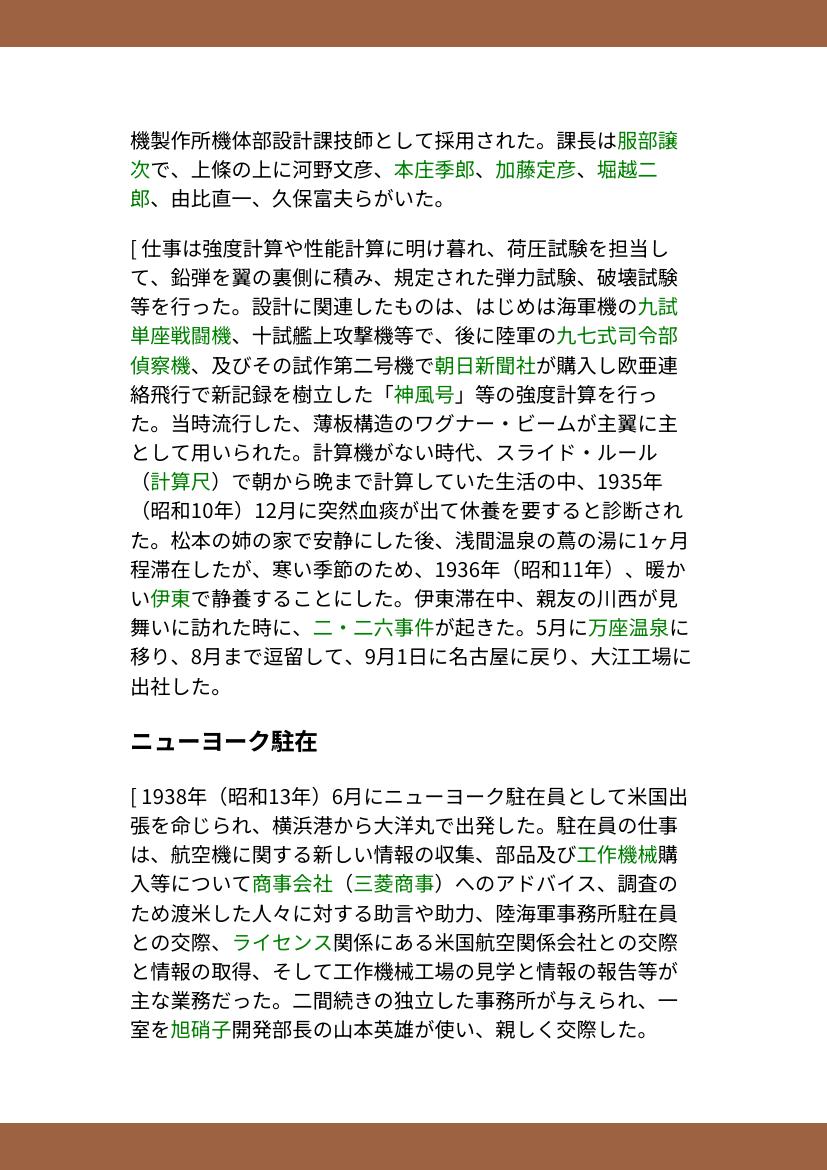 機製作所機体部設計課技師として採用された。課長は服部譲
次で、上條の上に河野文彦、本庄季郎、加藤定彦、堀越二
郎、由比直一、久保富夫らがいた。
[ 仕事は強度計算や性能計算に明け暮れ、荷圧試験を担当し
て、鉛弾を翼の裏側に積み、規定された弾力試験、破壊試験
等を行った。設計に関連したものは、はじめは海軍機の九試
単座戦闘機、十試艦上攻撃機等で、後に陸軍の九七式司令部
偵察機、及びその試作第二号機で朝日新聞社が購入し欧亜連
絡飛行で新記録を樹立した「神風号」等の強度計算を行っ
た。当時流行した、薄板構造のワグナー・ビームが主翼に主
として用いられた。計算機がない時代、スライド・ルール
（計算尺）で朝から晩まで計算していた生活の中、1935年
（昭和10年）12月に突然血痰が出て休養を要すると診断され
た。松本の姉の家で安静にした後、浅間温泉の蔦の湯に1ヶ月
程滞在したが、寒い季節のため、1936年（昭和11年）、暖か
い伊東で静養することにした。伊東滞在中、親友の川西が見
舞いに訪れた時に、二・二六事件が起きた。5月に万座温泉に
移り、8月まで逗留して、9月1日に名古屋に戻り、大江工場に
出社した。
ニューヨーク駐在
[ 1938年（昭和13年）6月にニューヨーク駐在員として米国出
張を命じられ、横浜港から大洋丸で出発した。駐在員の仕事
は、航空機に関する新しい情報の収集、部品及び工作機械購
入等について商事会社（三菱商事）へのアドバイス、調査の
ため渡米した人々に対する助言や助力、陸海軍事務所駐在員
との交際、ライセンス関係にある米国航空関係会社との交際
と情報の取得、そして工作機械工場の見学と情報の報告等が
主な業務だった。二間続きの独立した事務所が与えられ、一
室を旭硝子開発部長の山本英雄が使い、親しく交際した。